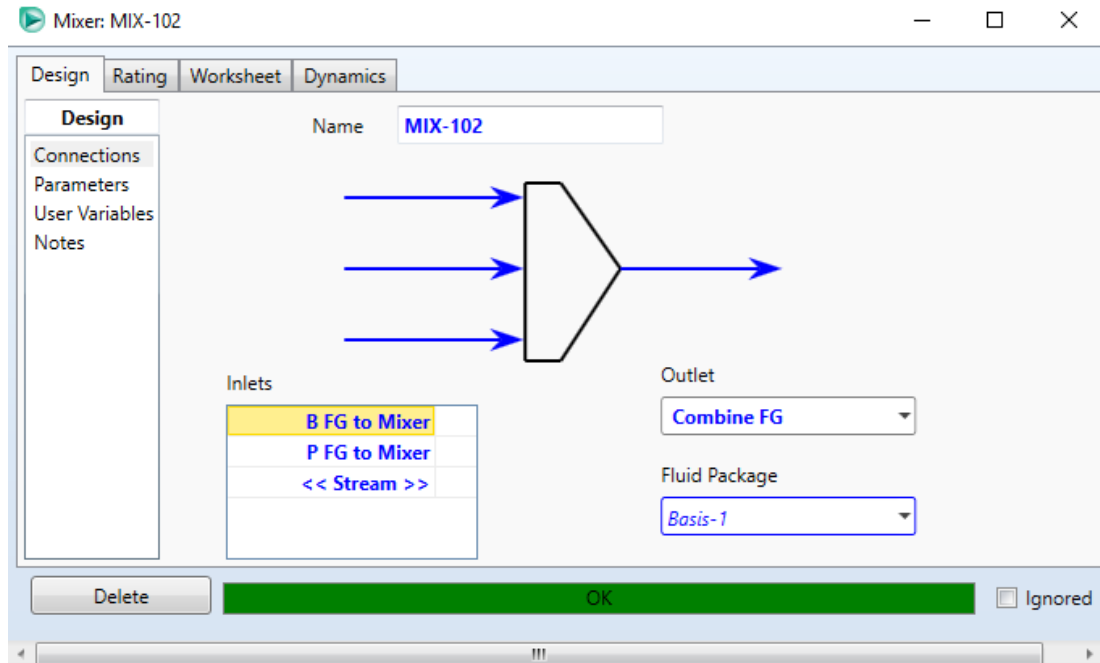 Mixer: MIX-102
Design Rating Worksheet Dynamics
Design
Connections
Parameters
User Variables
Notes
Name MIX-102
Inlets
B FG to Mixer
P FG to Mixer
<< Stream >>
Outlet
Combine FG
Fluid Package
Basis-1
Delete OK Ignored